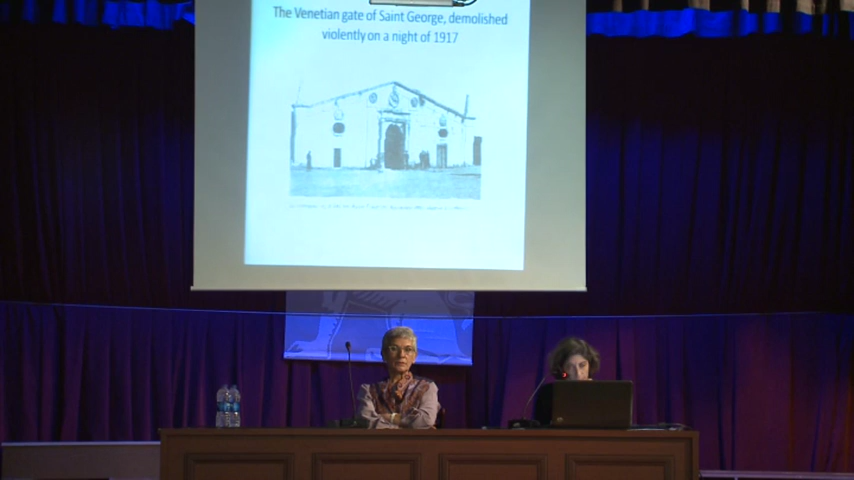 The Venetian gate of Saint George, demolished
violently on a night of 1917